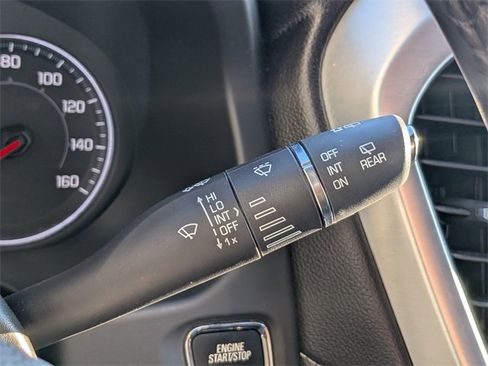 80
100
120
140
160
HI
LO
INT
OFF
1x
OFF
INT
ON
REAR
ENGINE
START/STOP